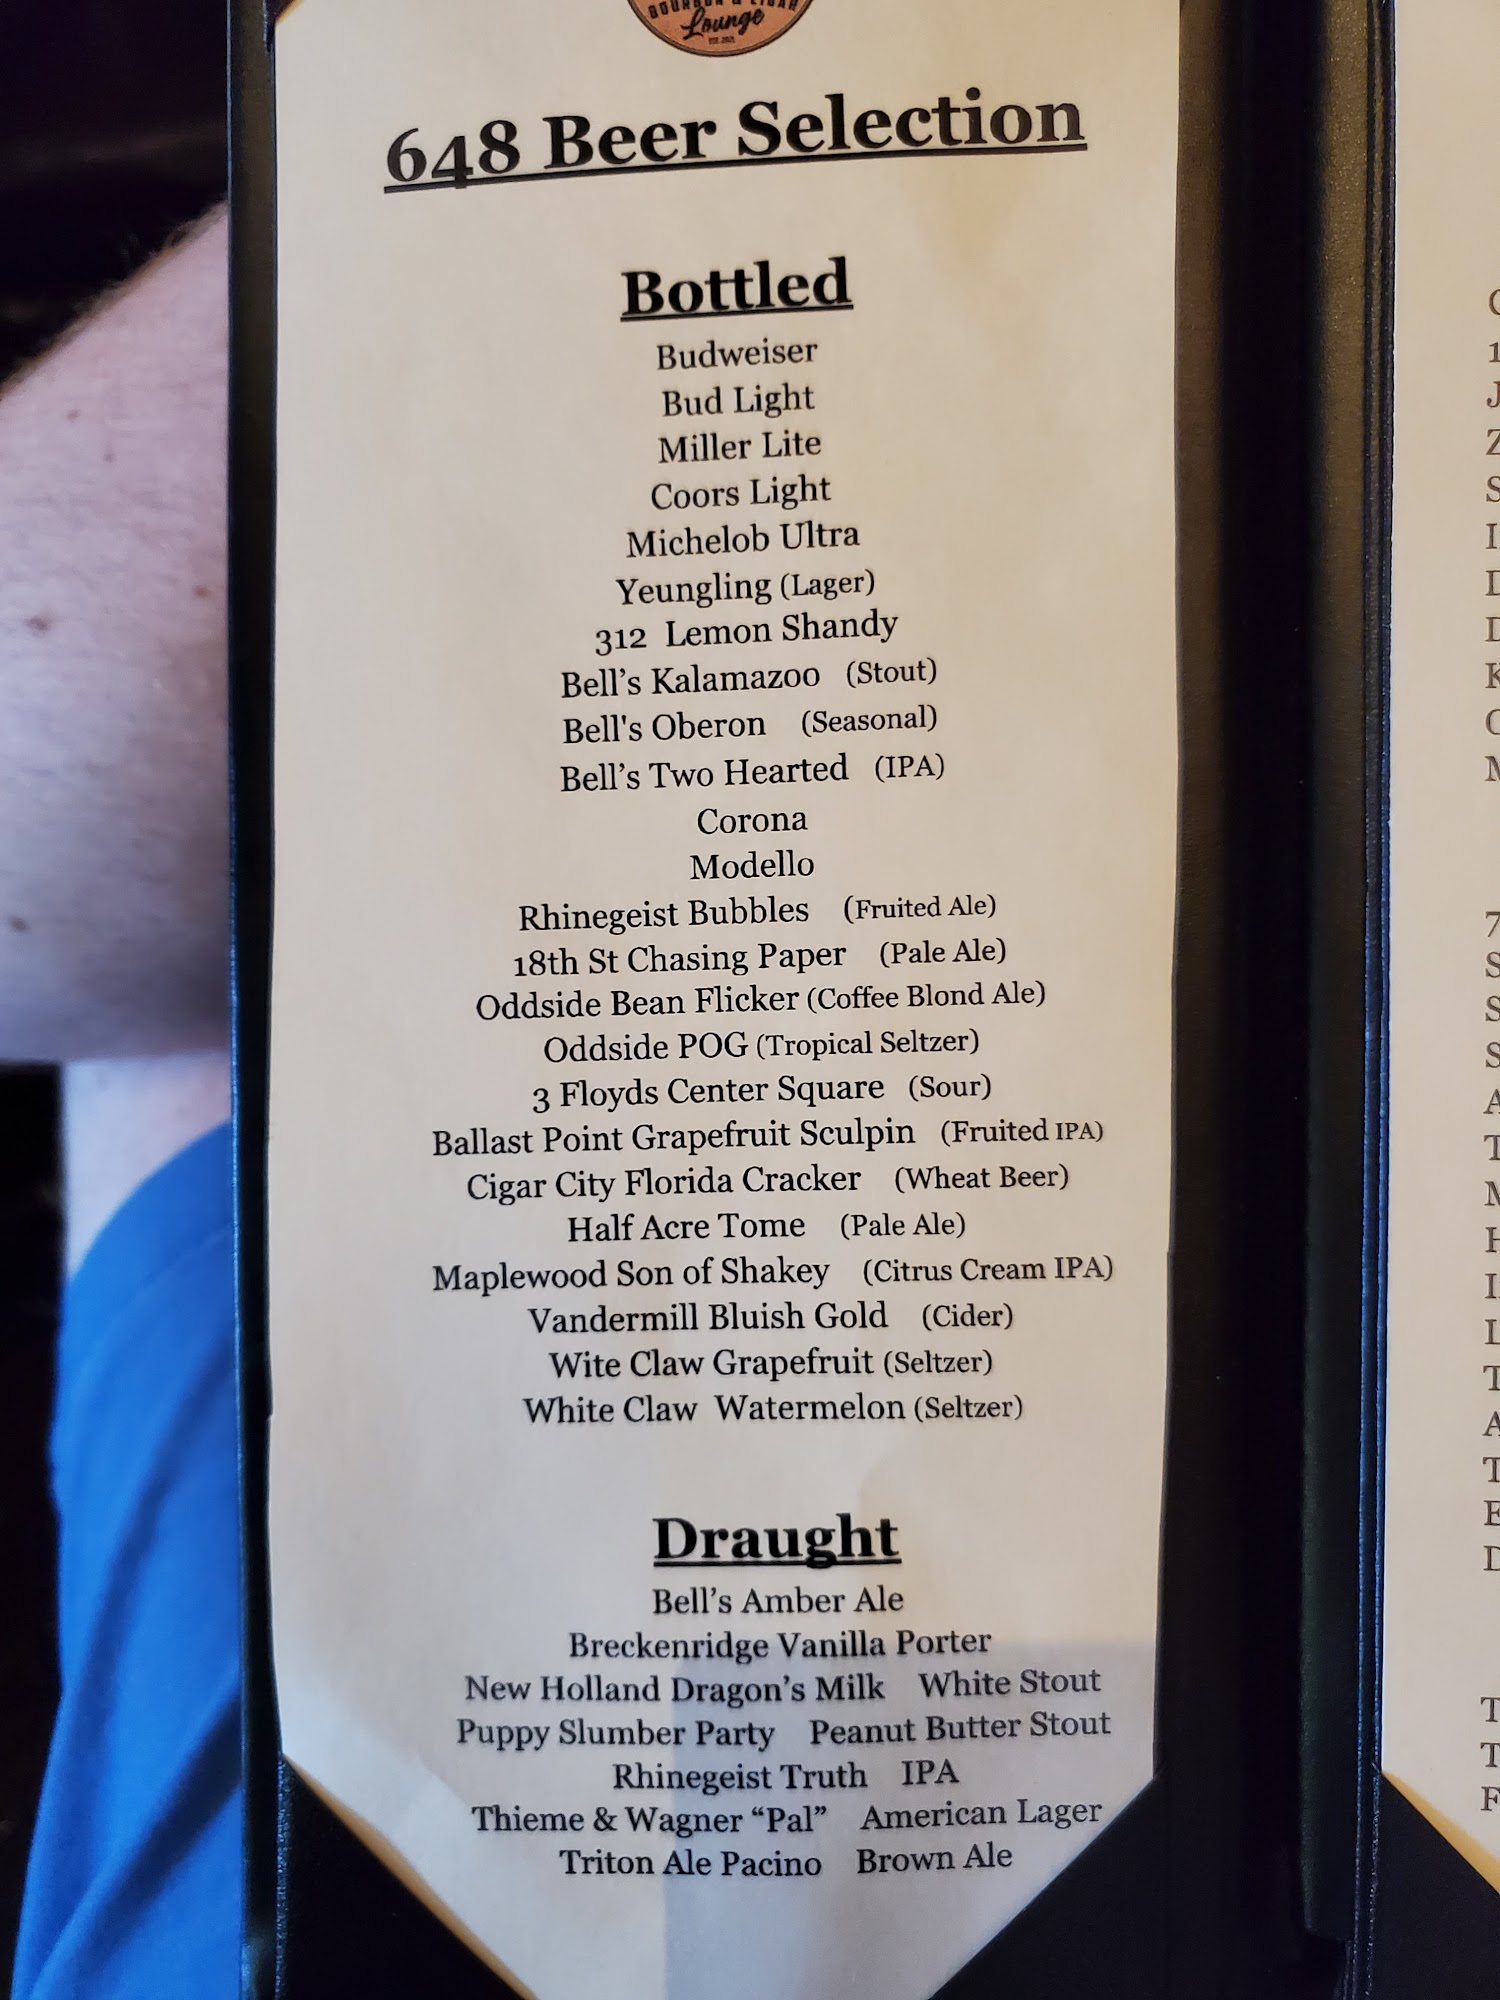 Lounge
648 Beer Selection
Bottled
Budweiser
Bud Light
Miller Lite
Coors Light
Michelob Ultra
Yeungling (Lager)
312 Lemon Shandy
Bell's Kalamazoo (Stout)
Bell's Oberon (Seasonal)
Bell's Two Hearted (IPA)
Corona
Modello
Rhinegeist Bubbles (Fruited Ale)
18th St Chasing Paper (Pale Ale)
Oddside Bean Flicker (Coffee Blond Ale)
Oddside POG (Tropical Seltzer)
3 Floyds Center Square (Sour)
Ballast Point Grapefruit Sculpin (Fruited IPA)
Cigar City Florida Cracker (Wheat Beer)
Half Acre Tome (Pale Ale)
Maplewood Son of Shakey (Citrus Cream IPA)
Vandermill Bluish Gold (Cider)
Wite Claw Grapefruit (Seltzer)
White Claw Watermelon (Seltzer)
Draught
Bell's Amber Ale
Breckenridge Vanilla Porter
New Holland Dragon's Milk White Stout
Puppy Slumber Party Peanut Butter Stout
Rhinegeist Truth IPA
Thieme & Wagner “Pal” American Lager
Triton Ale Pacino Brown Ale